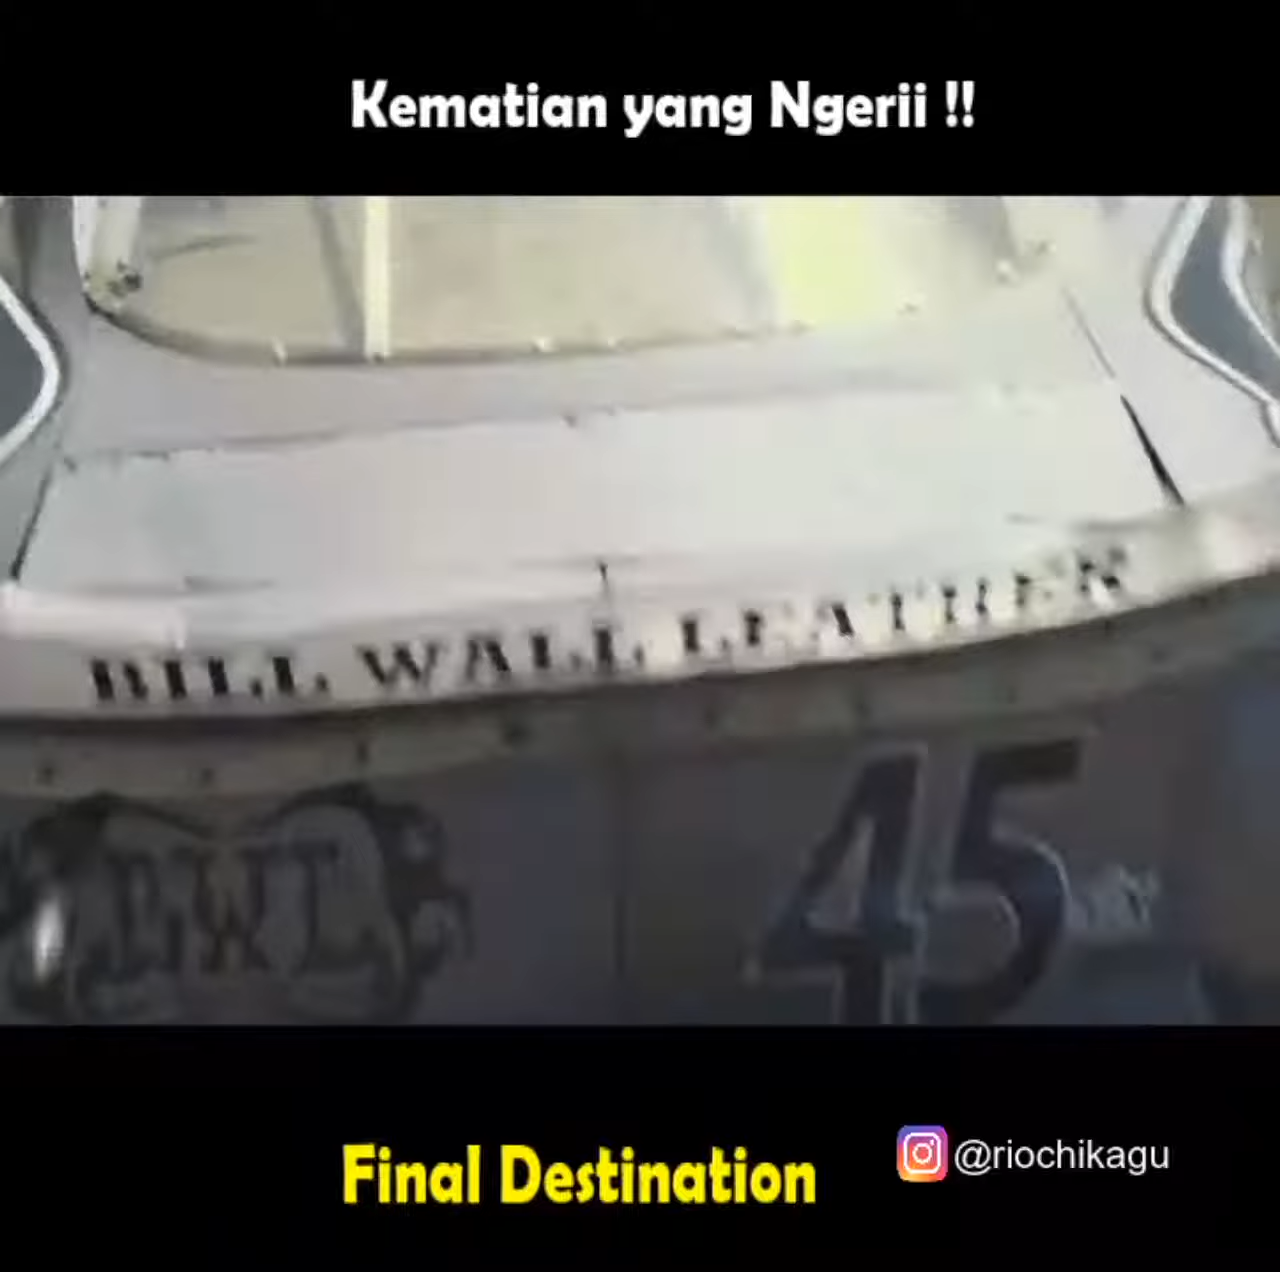 Kematian yang Ngerii !!
BILL WALL LEATHER
BWL
45
Final Destination
@riochikagu